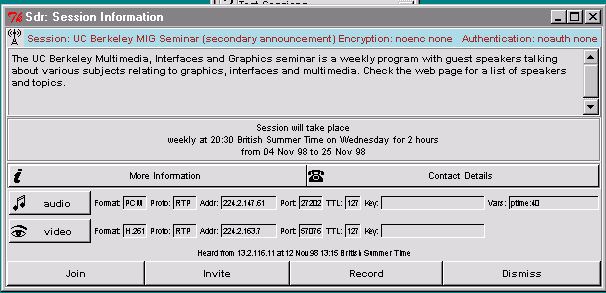 Sdr: Session Information
Session: UC Berkeley MIG Seminar (secondary announcement) Encryption: noenc none Authentication: noauth none
The UC Berkeley Multimedia, Interfaces and Graphics seminar is a weekly program with guest speakers talking
about various subjects relating to graphics, interfaces and multimedia. Check the web page for a list of speakers
and topics.
Session will take place
weekly at 20:30 British Summer Time on Wednesday for 2 hours
from 04 Nov 98 to 25 Nov 98
More Information Contact Details
audio Format: PCM Proto: RTP Addr: 224.2.147.61 Port: 27202 TTL: 127 Key: Vars: ptime:40
video Format: H.261 Proto: RTP Addr: 224.2.163.7 Port: 57076 TTL: 127 Key:
Heard from 13.2.116.11 at 12 Nov 98 13:15 British Summer Time
Join Invite Record Dismiss